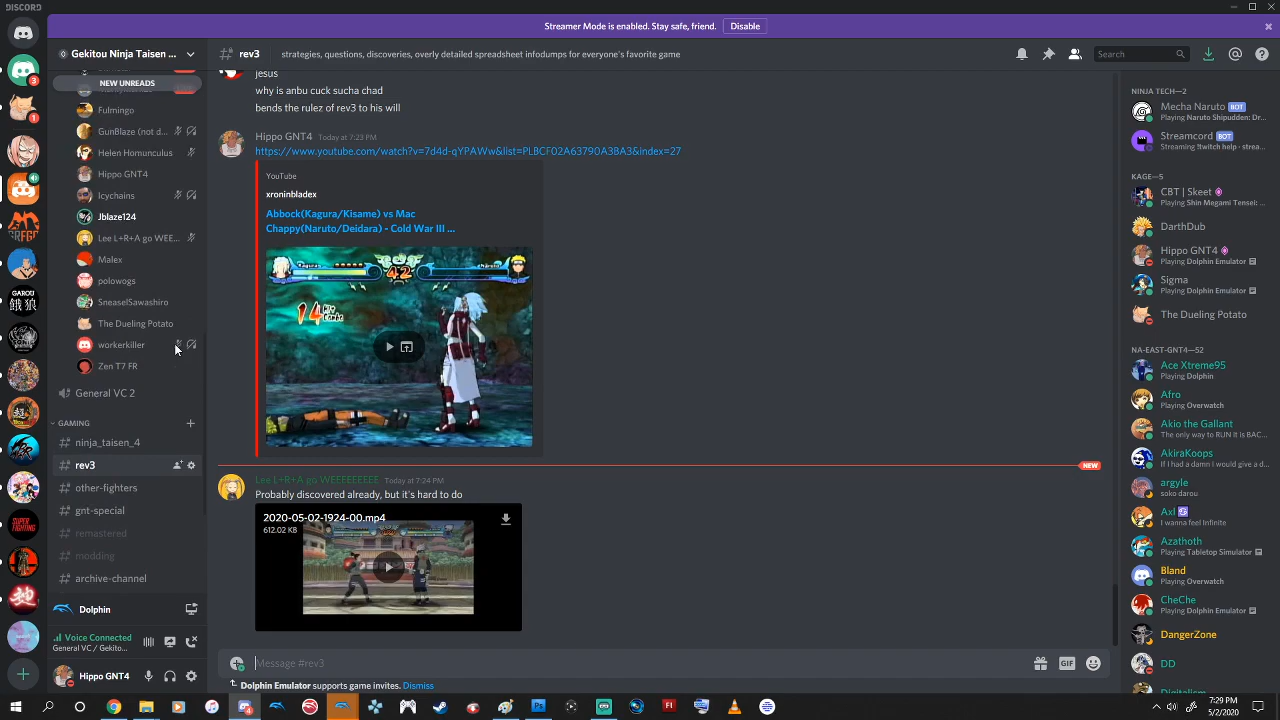 DISCORD
Streamer Mode is enabled. Stay safe, friend.
Disable
Gekitou Ninja Taisen ...
NEW UNREADS
Fulmingo
GunBlaze (not d...
Helen Homunculus
Hippo GNT4
Icychains
Jblaze124
Lee L+R+A go WEE...
Malex
polowogs
SneaselSawashiro
The Dueling Potato
workerkiller
Zen T7 FR
General VC 2
GAMING
ninja_taisen_4
rev3
other-fighters
gnt-special
remastered
modding
archive-channel
Dolphin
Voice Connected
General VC / Gekito...
Hippo GNT4
3
1
GAROU
SUPER FIGHTING
rev3
strategies, questions, discoveries, overly detailed spreadsheet infodumps for everyone's favorite game
Search
jesus
why is anbu cuck sucha chad
bends the rulez of rev3 to his will
Hippo GNT4 Today at 7:23 PM
https://www.youtube.com/watch?v=7d4d-qYPAWw&list=PLBCF02A63790A3BA3&index=27
YouTube
xroninbladex
Abbock(Kagura/Kisame) vs Mac
Chappy(Naruto/Deidara) - Cold War III ...
42
14
NEW
Lee L+R+A go WEEEEEEEE Today at 7:24 PM
Probably discovered already, but it's hard to do
2020-05-02-1924-00.mp4
612.02 KB
Message #rev3
GIF
Dolphin Emulator supports game invites. Dismiss
NINJA TECH—2
Mecha Naruto BOT
Playing Naruto Shipuden: Dr...
Streamcord BOT
Streaming !twitch help · strea...
KAGE—5
CBT | Skeet
Playing Shin Megami Tensei: ...
DarthDub
Hippo GNT4
Playing Dolphin Emulator
Sigma
Playing Dolphin Emulator
The Dueling Potato
NA-EAST-GNT4—52
Ace Xtreme95
Playing Dolphin
Afro
Playing Overwatch
Akio the Gallant
The only way to RUN it is BAC...
AkiraKoops
If I had a damn I would give a d...
argyle
soko darou
Axl
I wanna feel Infinite
Azathoth
Playing Tabletop Simulator
Bland
Playing Overwatch
CheChe
Playing Dolphin Emulator
DangerZone
DD
Digitalism
7:29 PM
5/2/2020